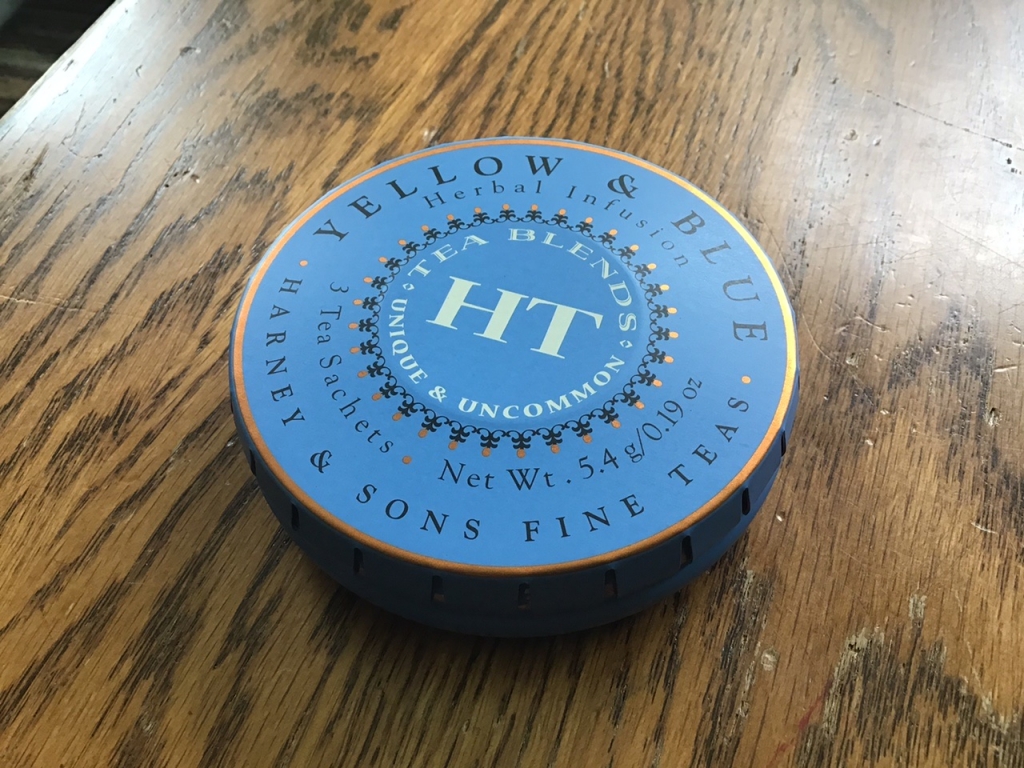 YELLOW & BLUE
Herbal Infusion
TEA BLENDS
HT
UNIQUE & UNCOMMON
3 Tea Sachets
Net Wt. 5.4 g/0.19 oz
HARNEY & SONS FINE TEAS